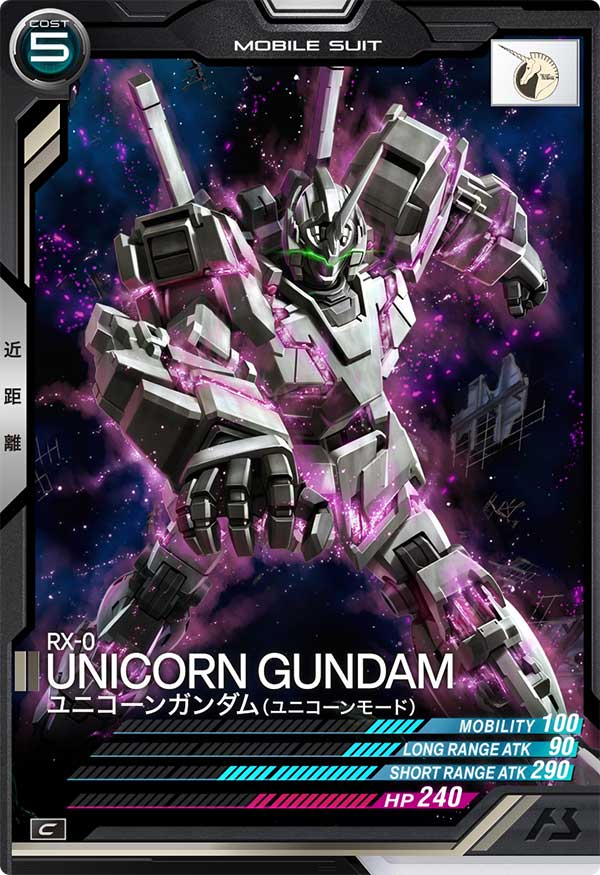 COST
5
MOBILE SUIT
近距離
RX-0
UNICORN GUNDAM
ユニコーンガンダム(ユニコーンモード)
MOBILITY 100
LONG RANGE ATK 90
SHORT RANGE ATK 290
HP 240
C